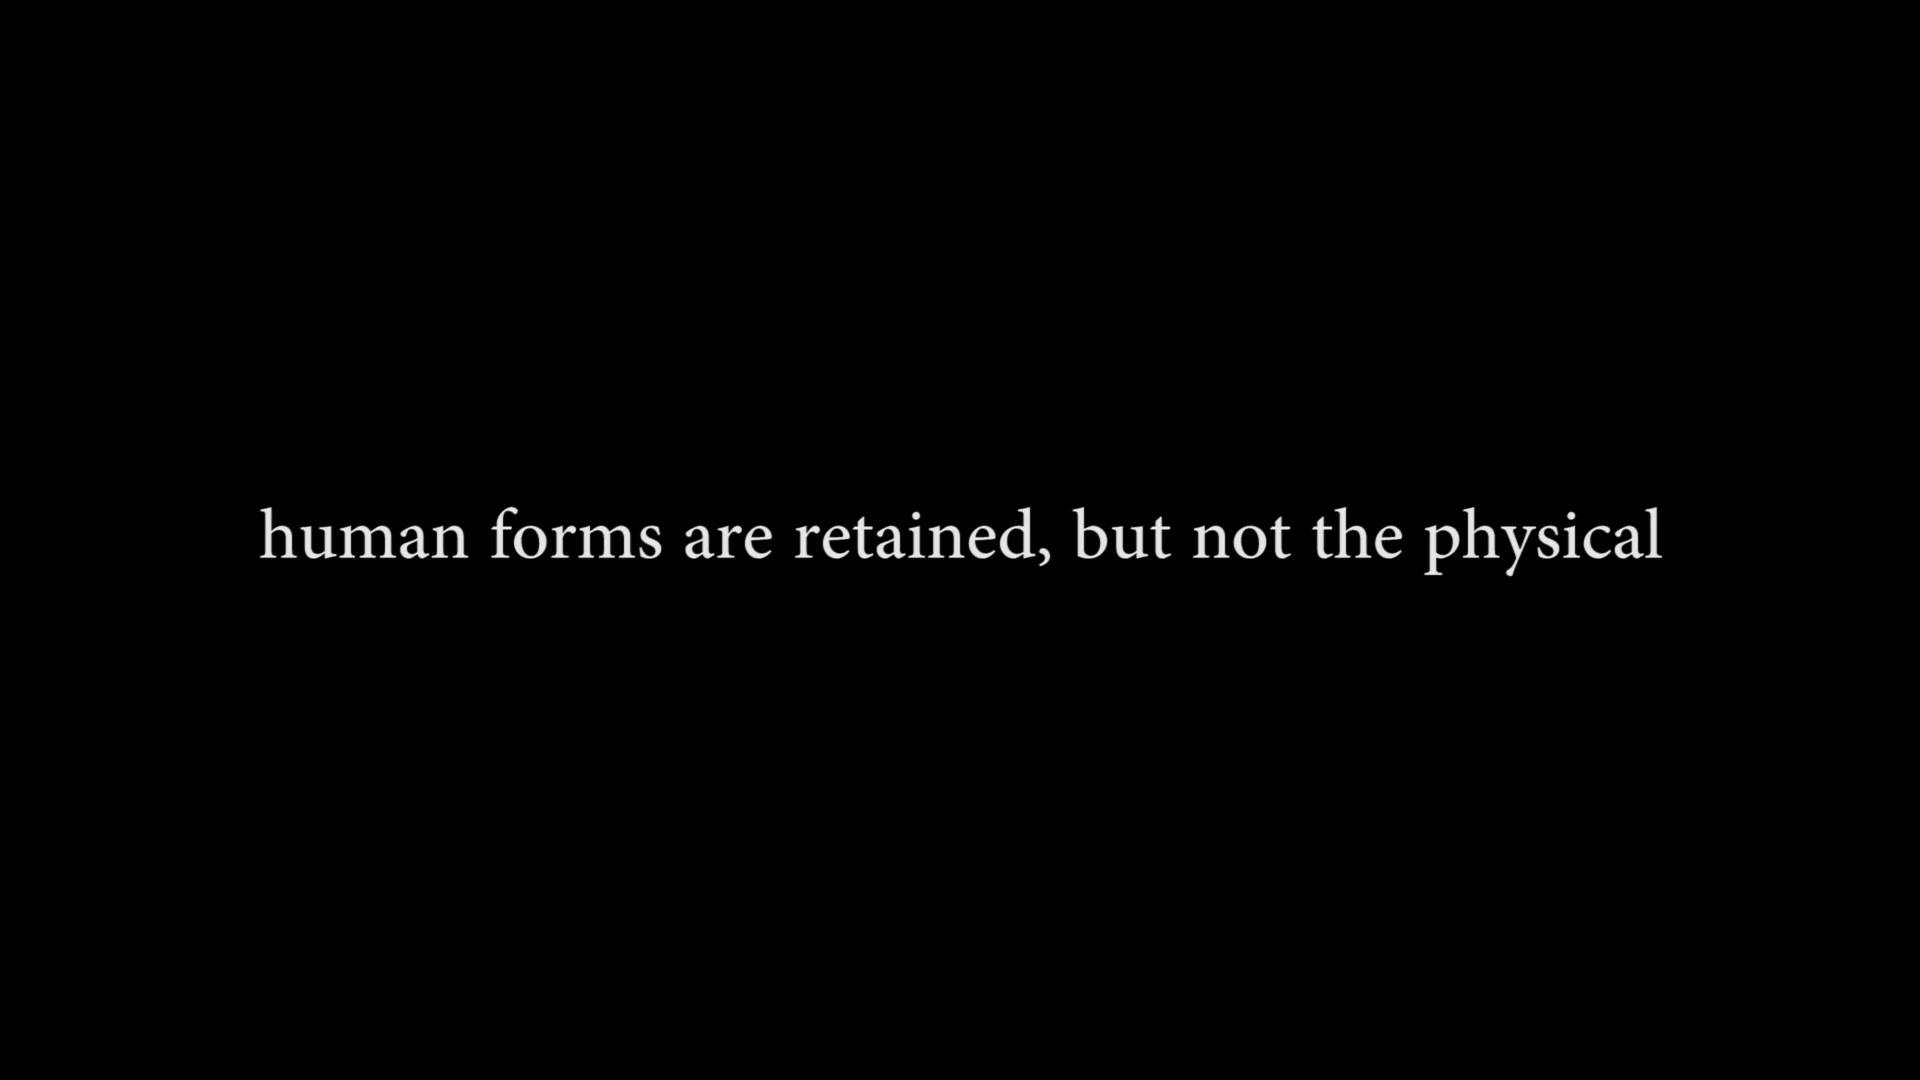 human forms are retained, but not the physical